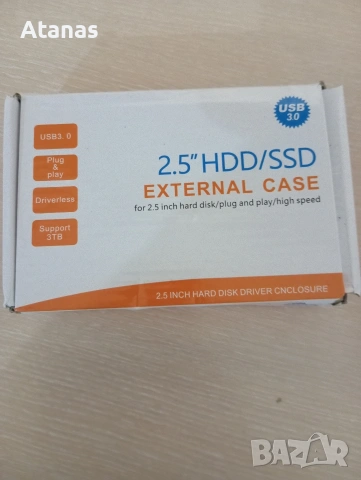 Atanas
USB3.0
Plug
&
play
Driverless
Support
3TB
USB
3.0
2.5" HDD/SSD
EXTERNAL CASE
for 2.5 inch hard disk/plug and play/high speed
2.5 INCH HARD DISK DRIVER CNCLOSURE
BAZAR